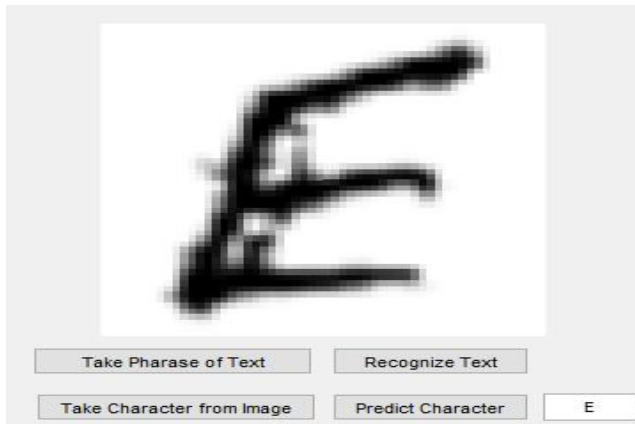 E
Take Pharase of Text Recognize Text
Take Character from Image Predict Character E